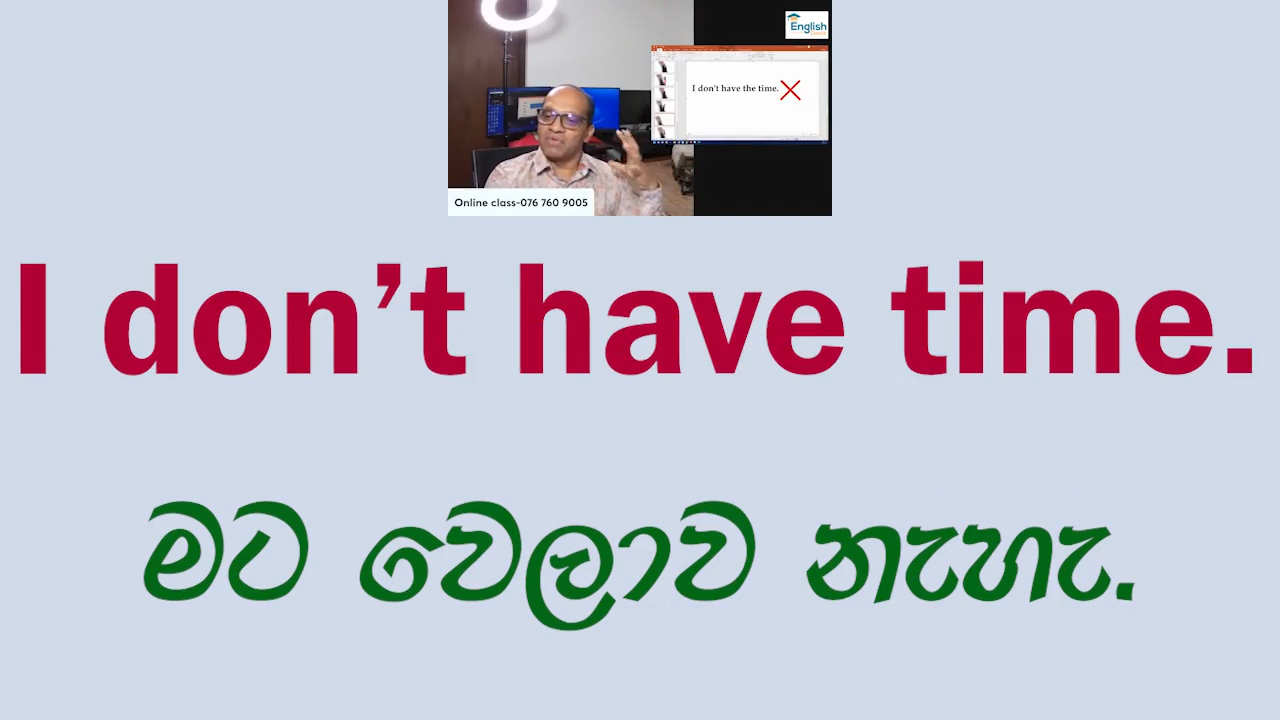 English
I don't have the time.
Online class-076 760 9005
I don’t have time.
මට වෙලාව නැහැ.